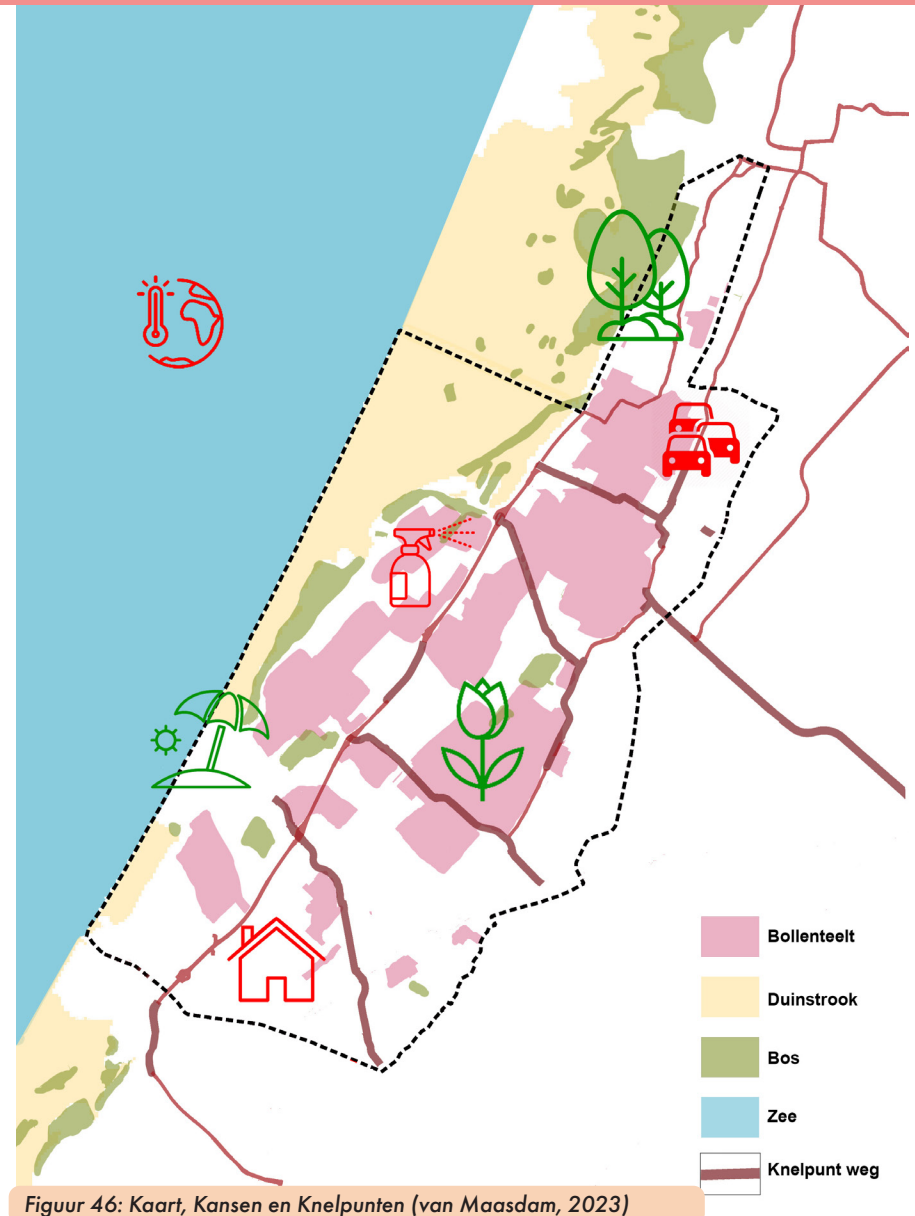 Bollenteelt
Duinstrook
Bos
Zee
Knelpunt weg
Figuur 46: Kaart, Kansen en Knelpunten (van Maasdam, 2023)